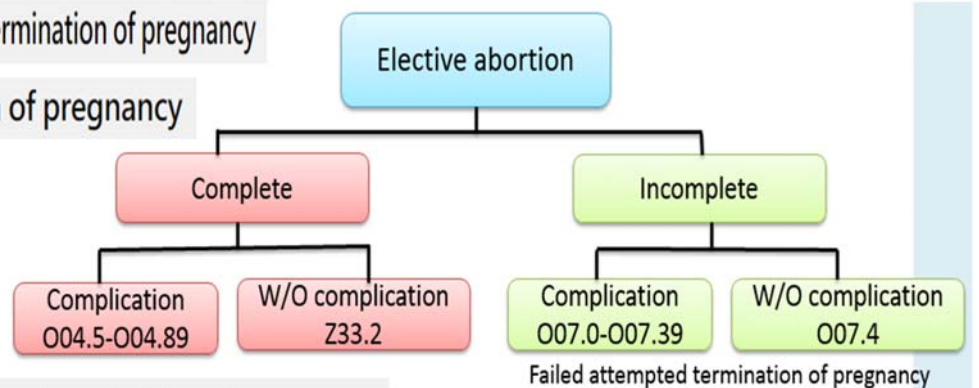 termination of pregnancy
Elective abortion
of pregnancy
Complete
Incomplete
Complication
O04.5-O04.89
W/O complication
Z33.2
Complication
O07.0-O07.39
W/O complication
O07.4
Failed attempted termination of pregnancy